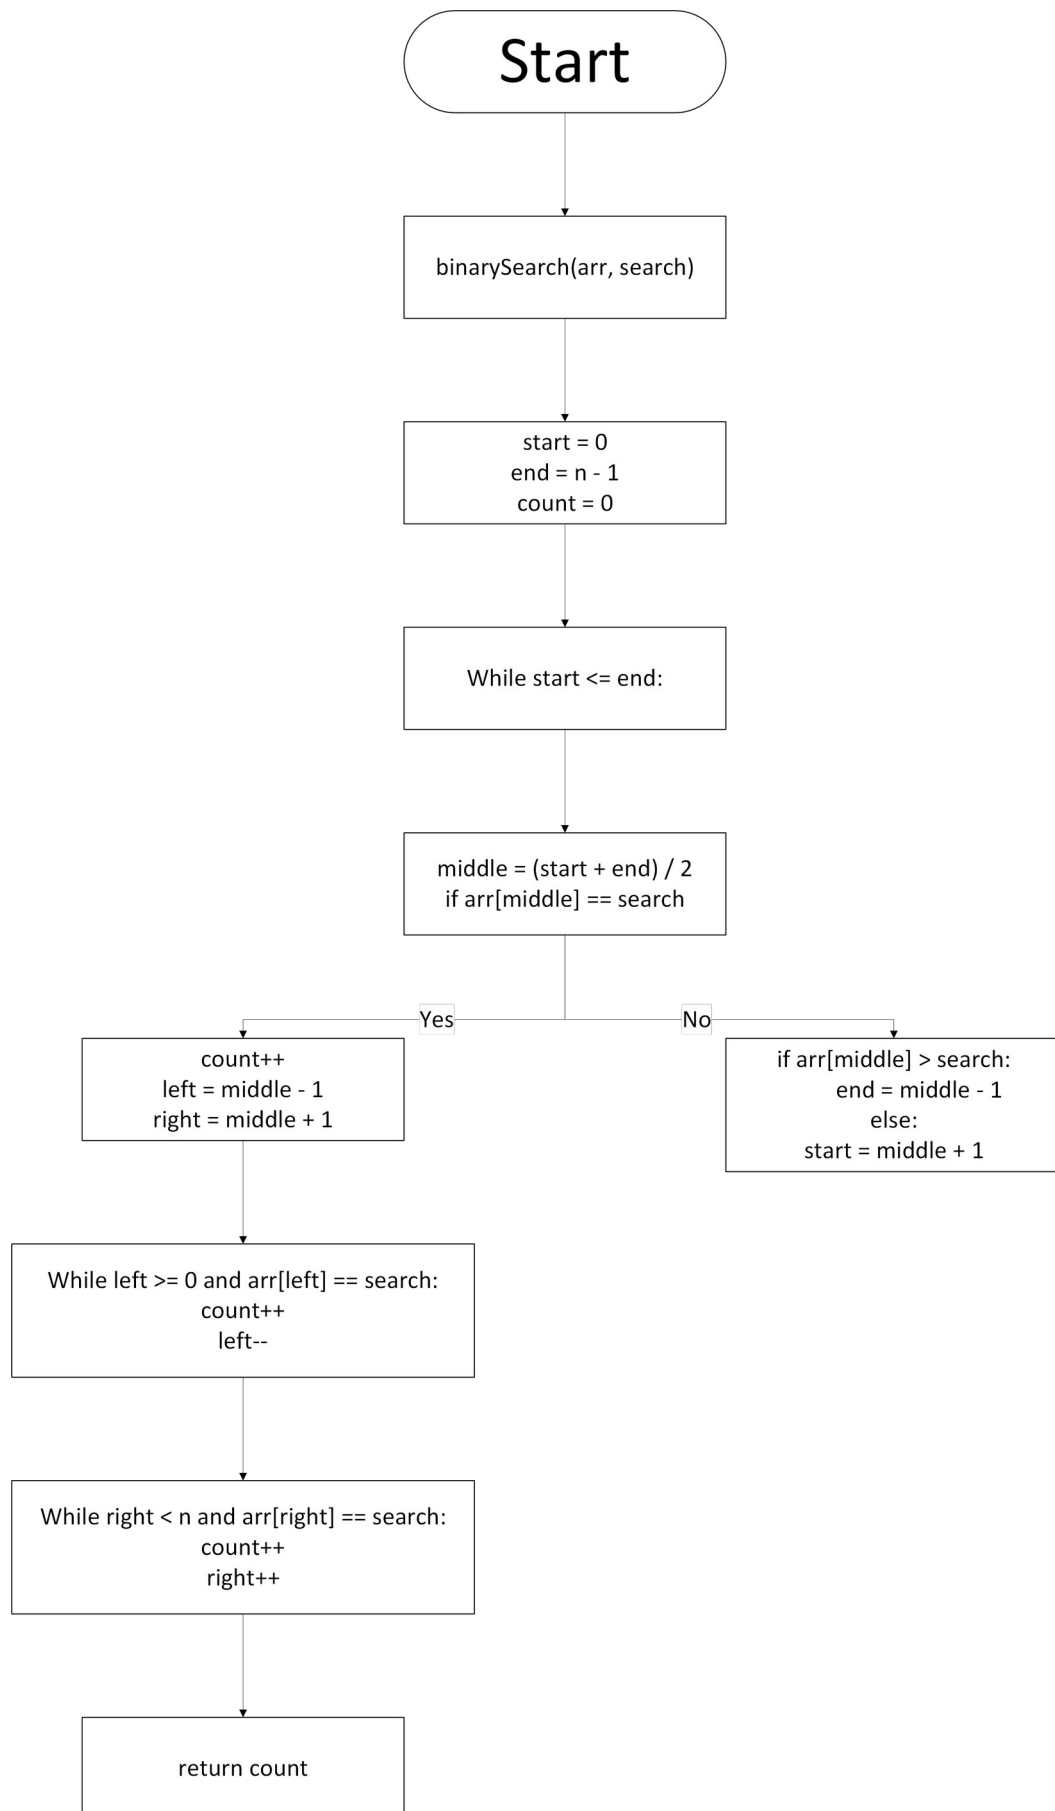 Start
binarySearch(arr, search)
start = 0
end = n - 1
count = 0
While start <= end:
middle = (start + end) / 2
if arr[middle] == search
Yes
No
count++
left = middle - 1
right = middle + 1
if arr[middle] > search:
end = middle - 1
else:
start = middle + 1
While left >= 0 and arr[left] == search:
count++
left--
While right < n and arr[right] == search:
count++
right++
return count